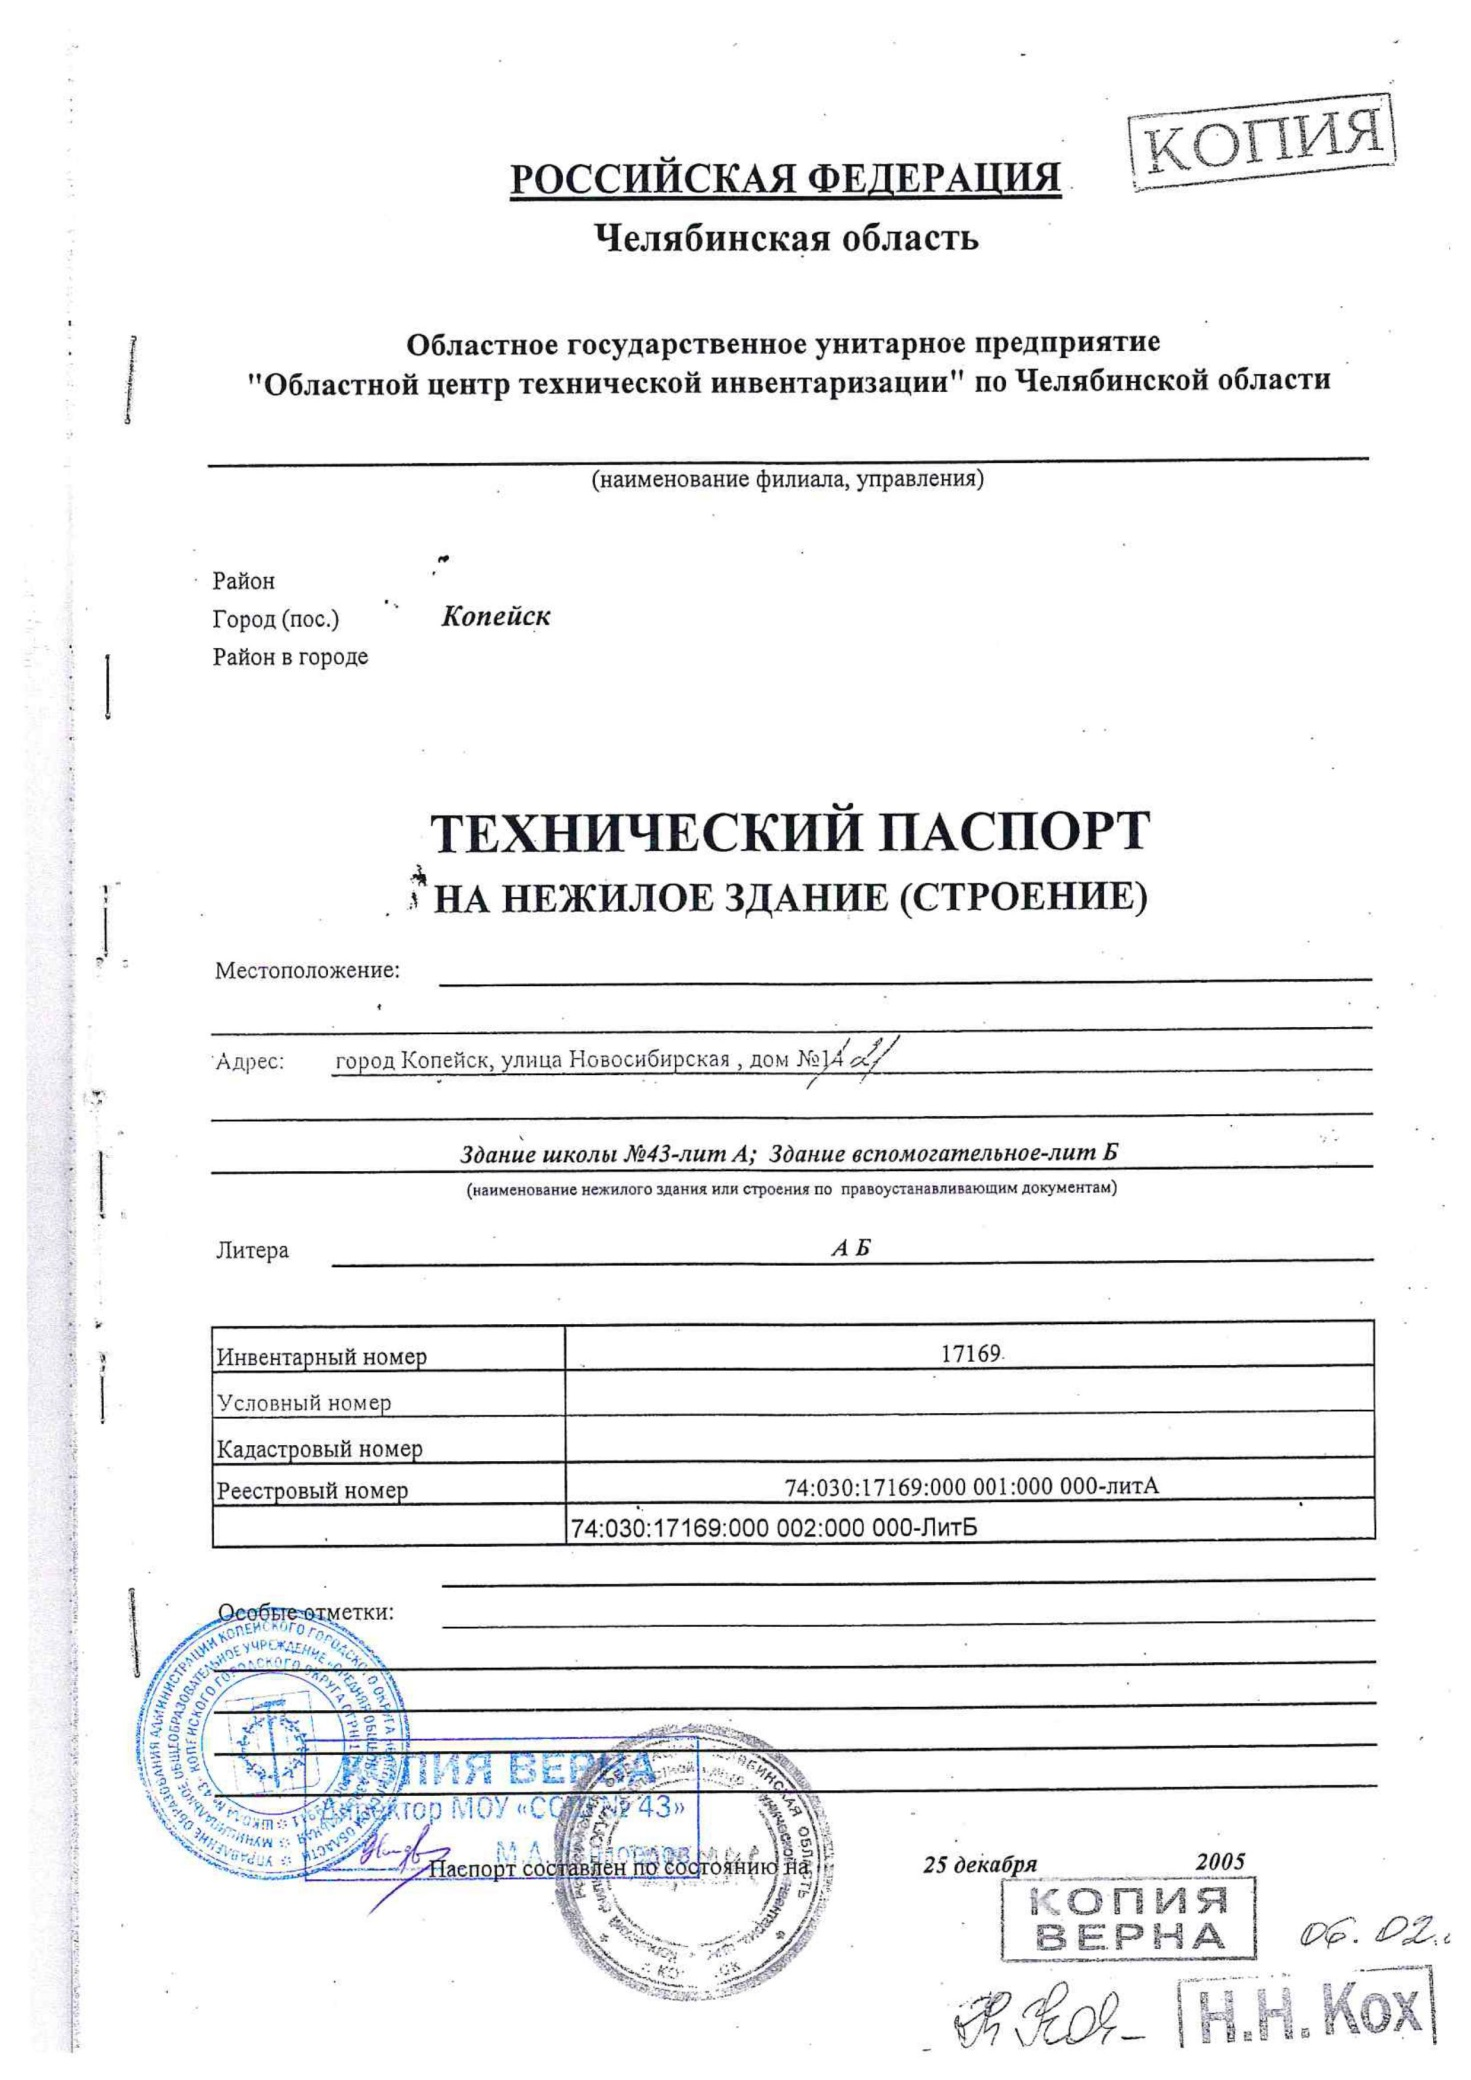 КОПИЯ
РОССИЙСКАЯ ФЕДЕРАЦИЯ
Челябинская область
Областное государственное унитарное предприятие
"Областной центр технической инвентаризации" по Челябинской области
(наименование филиала, управления)
Район
Город (пос.) Копейск
Район в городе
ТЕХНИЧЕСКИЙ ПАСПОРТ
НА НЕЖИЛОЕ ЗДАНИЕ (СТРОЕНИЕ)
Местоположение:
Адрес: город Копейск, улица Новосибирская , дом №14
Здание школы №43-лит А; Здание вспомогательное-лит Б
(наименование нежилого здания или строения по правоустанавливающим документам)
Литера А Б
Инвентарный номер 17169
Условный номер
Кадастровый номер
Реестровый номер 74:030:17169:000 001:000 000-литА
74:030:17169:000 002:000 000-ЛитБ
Особые отметки:
КОПИЯ ВЕРНА
Директор МОУ «СОШ № 43»
Паспорт составлен по состоянию на 25 декабря 2005
КОПИЯ
ВЕРНА
06. 02.
Н.Н. Кох